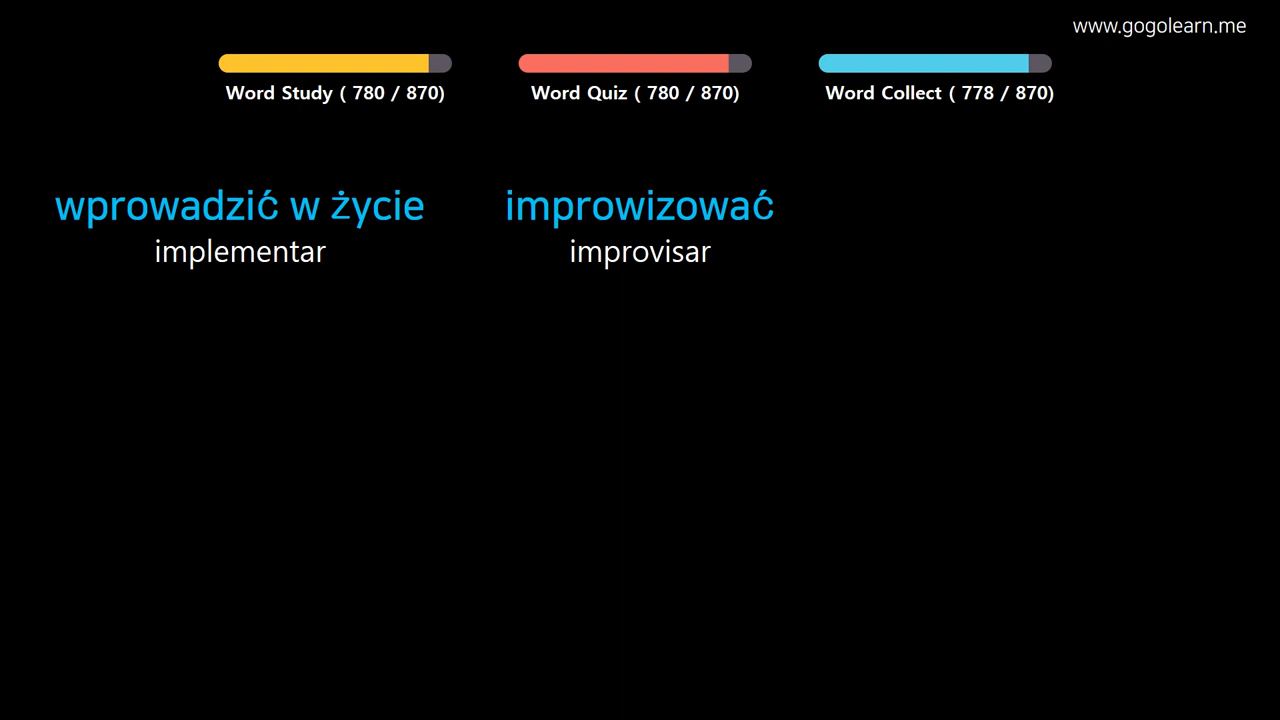 www.gogolearn.me
Word Study ( 780 / 870)
Word Quiz ( 780 / 870)
Word Collect ( 778 / 870)
wprowadzić w życie
implementar
improwizować
improvisar